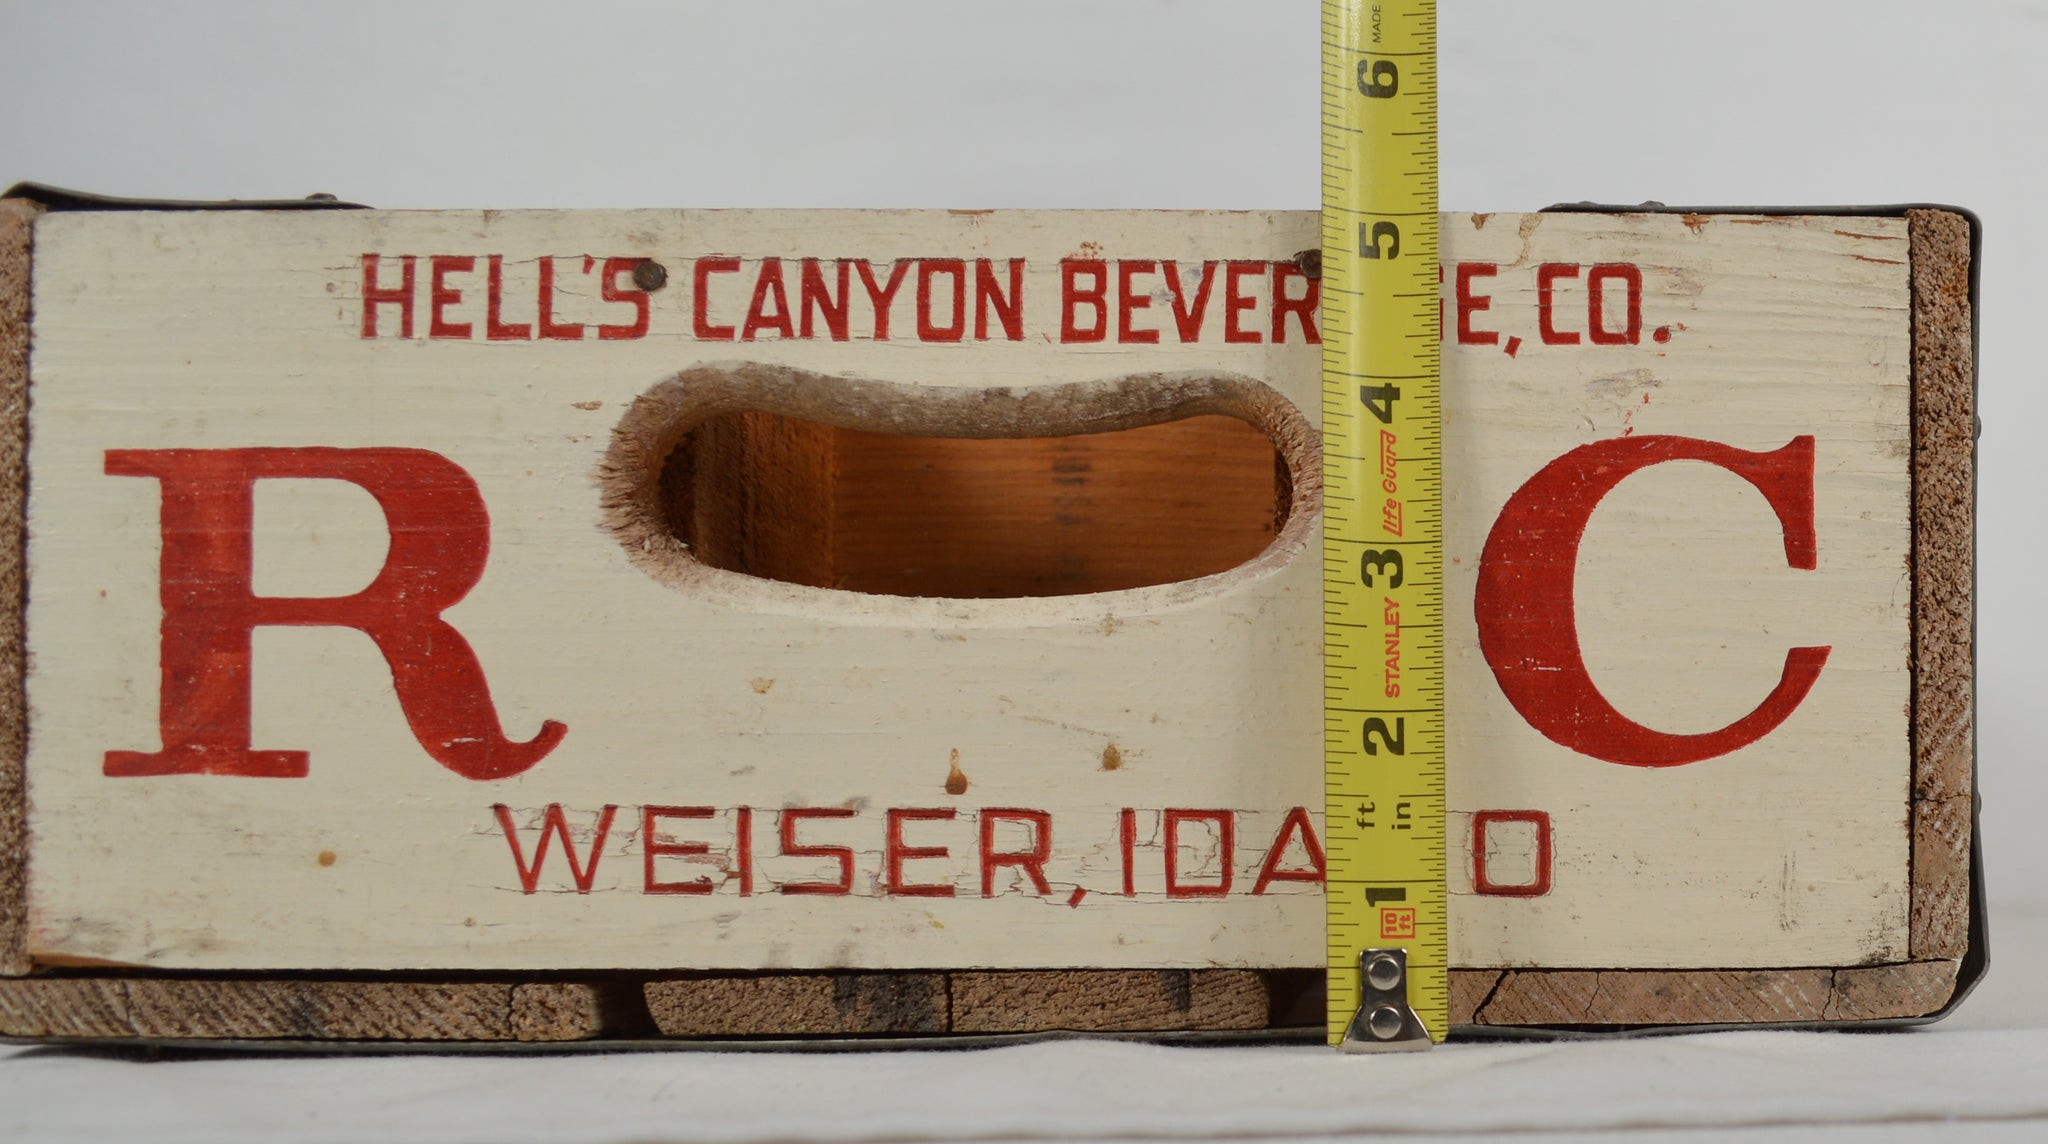 HELL'S CANYON BEVER GE, CO.
R C
WEISER, IDA O
MADE
6
5
4
Life Guard
3
STANLEY
2
ft
in
1
10 ft